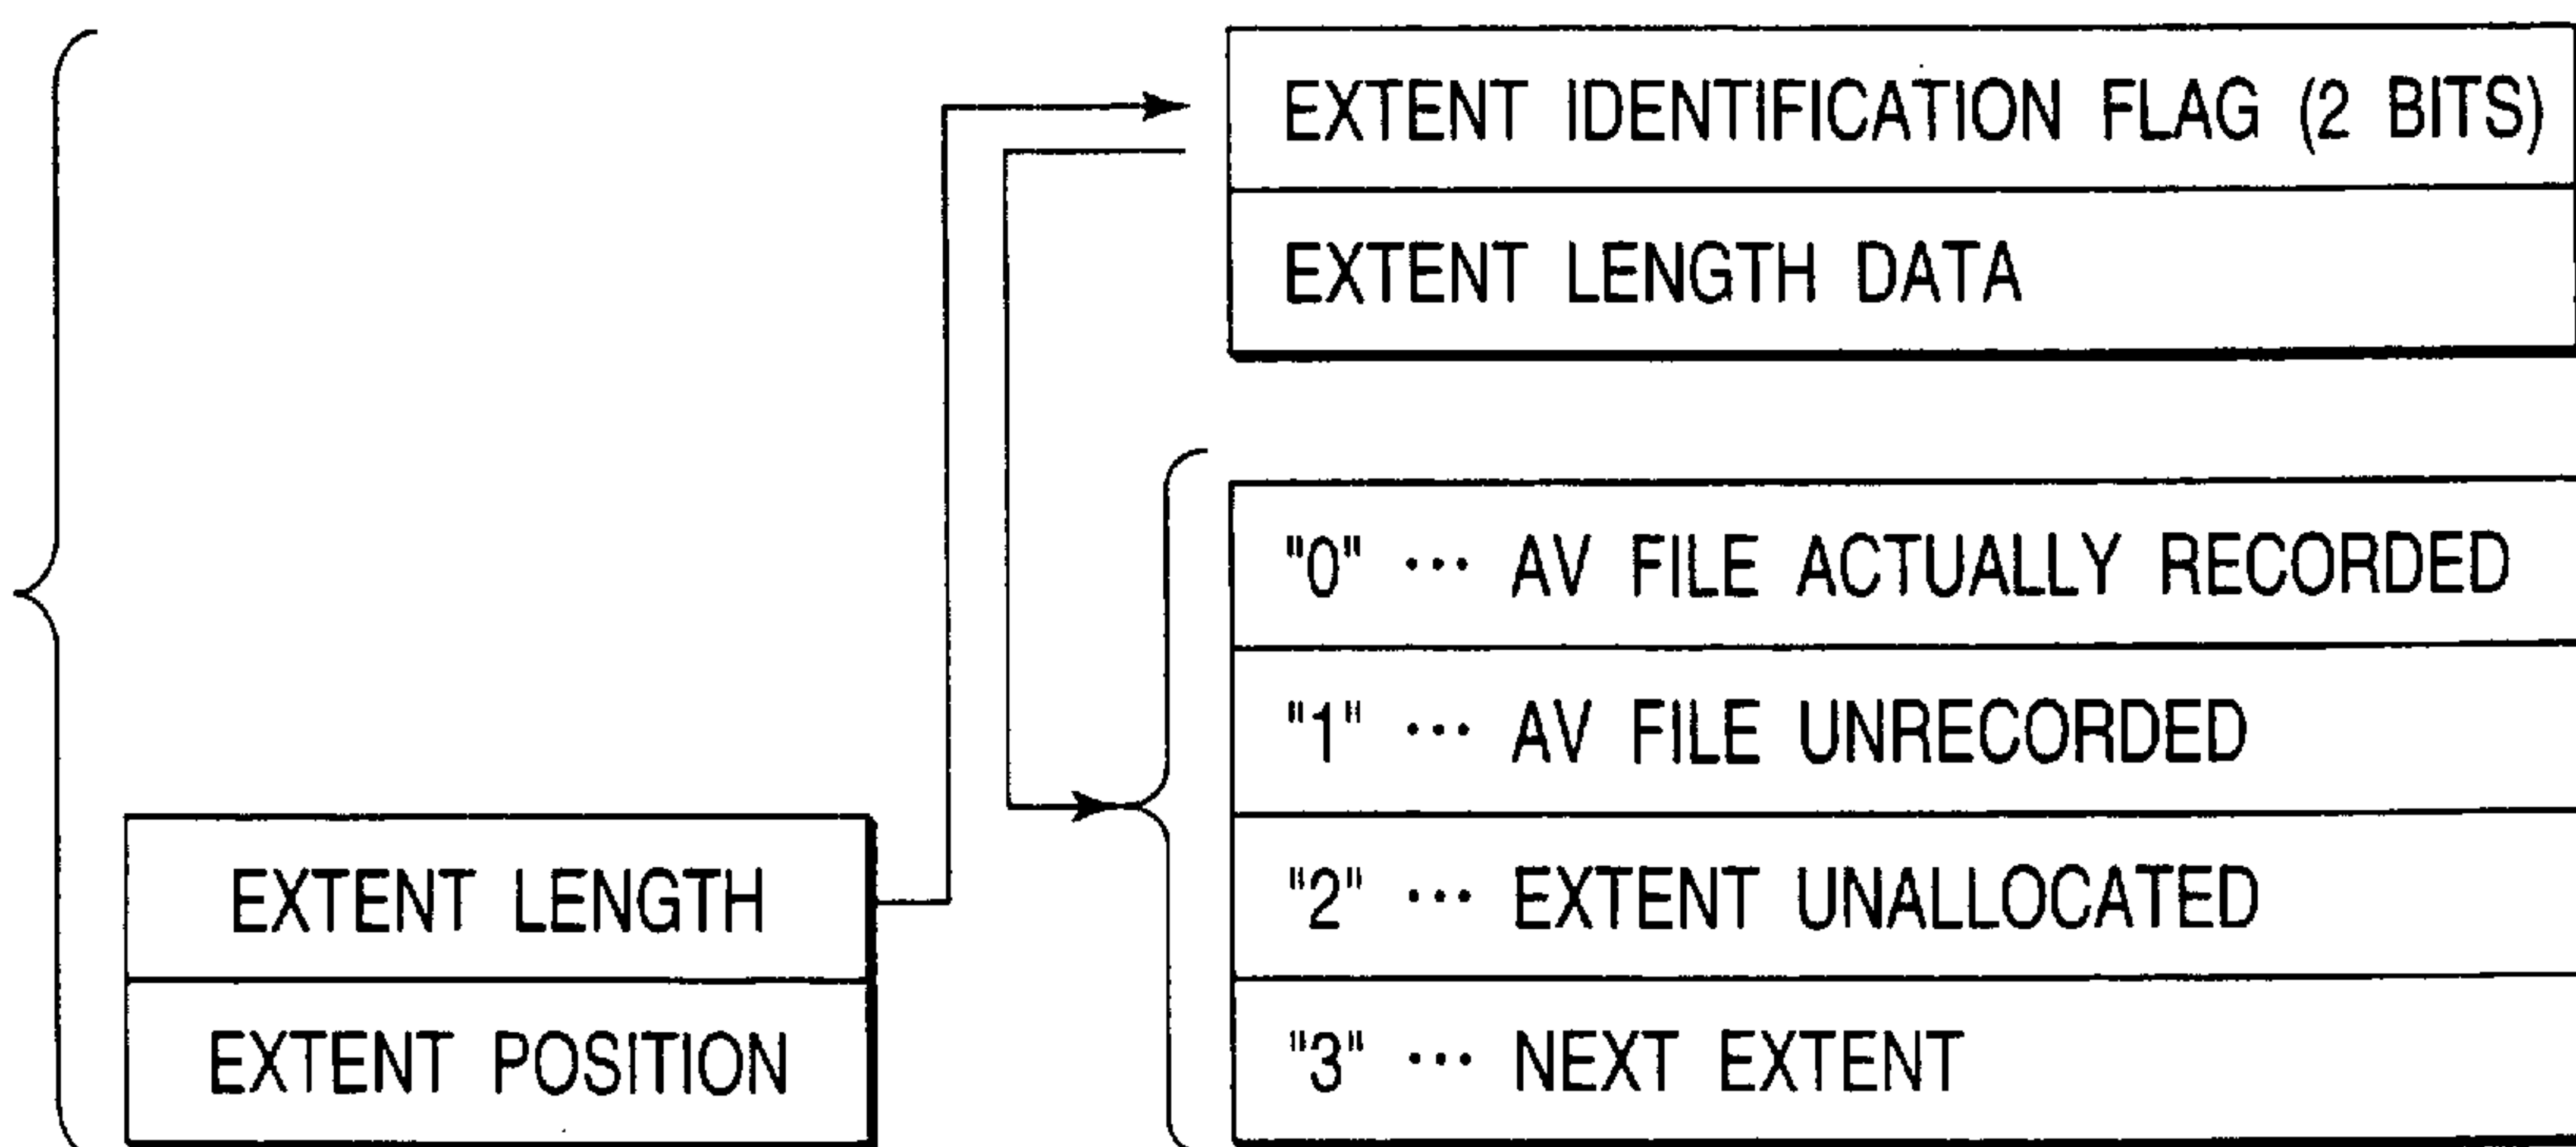 EXTENT IDENTIFICATION FLAG (2 BITS)
EXTENT LENGTH DATA
"0" ··· AV FILE ACTUALLY RECORDED
"1" ··· AV FILE UNRECORDED
"2" ··· EXTENT UNALLOCATED
"3" ··· NEXT EXTENT
EXTENT LENGTH
EXTENT POSITION